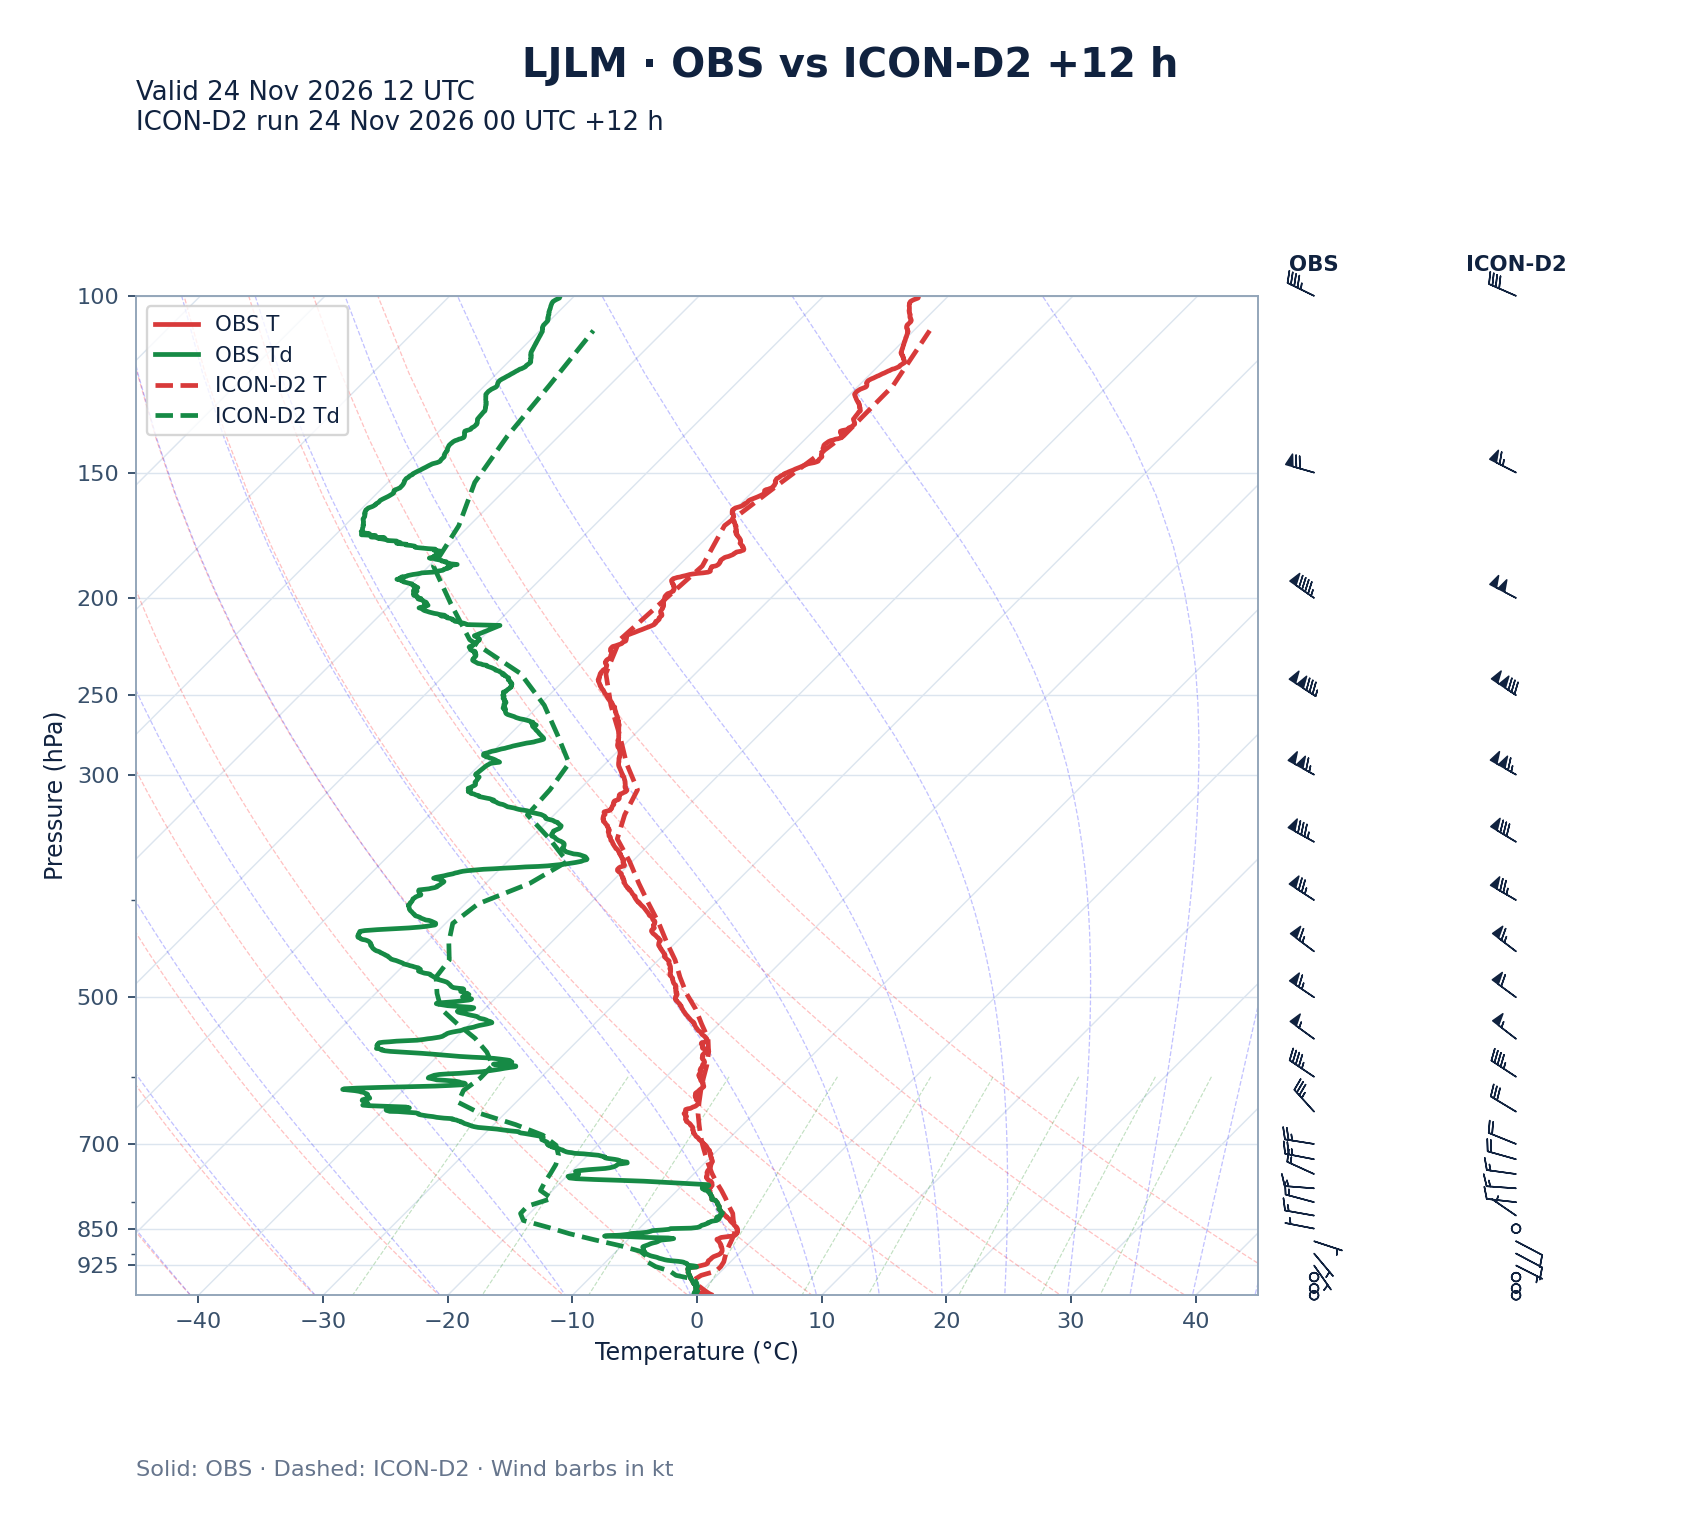 LJLM · OBS vs ICON-D2 +12 h
Valid 24 Nov 2026 12 UTC
ICON-D2 run 24 Nov 2026 00 UTC +12 h
OBS
ICON-D2
OBS T
OBS Td
ICON-D2 T
ICON-D2 Td
100
150
200
250
300
500
700
850
925
Pressure (hPa)
−40
−30
−20
−10
0
10
20
30
40
Temperature (°C)
Solid: OBS · Dashed: ICON-D2 · Wind barbs in kt